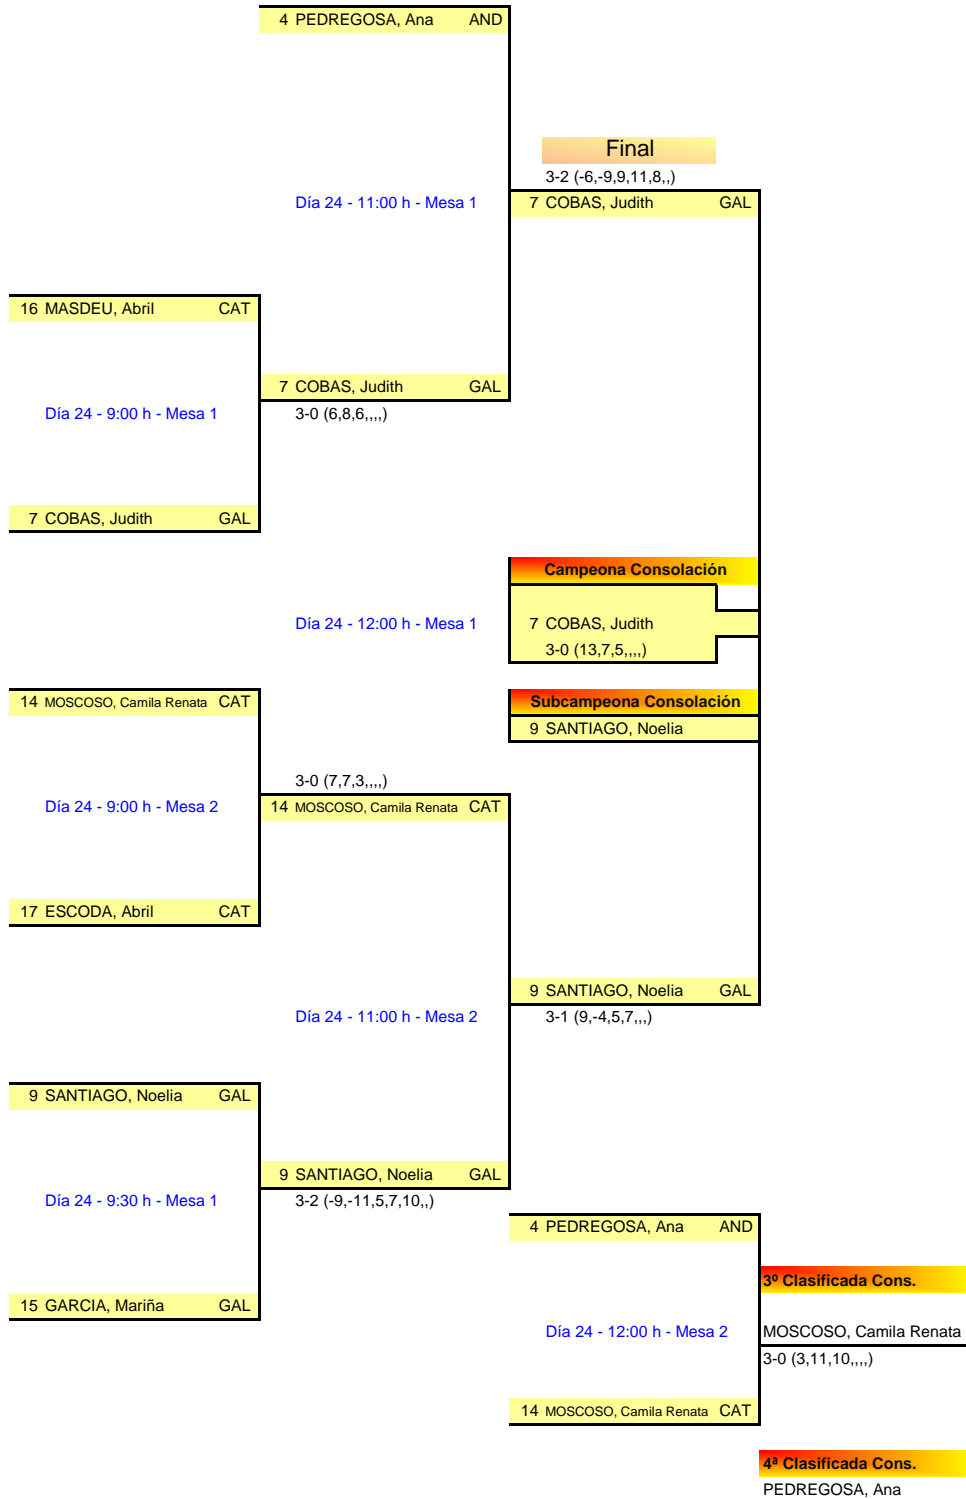 4 PEDREGOSA, Ana AND
Final
3-2 (-6,-9,9,11,8,,)
Día 24 - 11:00 h - Mesa 1
7 COBAS, Judith GAL
16 MASDEU, Abril CAT
7 COBAS, Judith GAL
Día 24 - 9:00 h - Mesa 1
3-0 (6,8,6,,,,)
7 COBAS, Judith GAL
Campeona Consolación
Día 24 - 12:00 h - Mesa 1
7 COBAS, Judith
3-0 (13,7,5,,,,)
14 MOSCOSO, Camila Renata CAT
Subcampeona Consolación
9 SANTIAGO, Noelia
3-0 (7,7,3,,,,)
Día 24 - 9:00 h - Mesa 2
14 MOSCOSO, Camila Renata CAT
17 ESCODA, Abril CAT
9 SANTIAGO, Noelia GAL
Día 24 - 11:00 h - Mesa 2
3-1 (9,-4,5,7,,,)
9 SANTIAGO, Noelia GAL
9 SANTIAGO, Noelia GAL
Día 24 - 9:30 h - Mesa 1
3-2 (-9,-11,5,7,10,,)
4 PEDREGOSA, Ana AND
3º Clasificada Cons.
15 GARCIA, Mariña GAL
Día 24 - 12:00 h - Mesa 2
MOSCOSO, Camila Renata
3-0 (3,11,10,,,,)
14 MOSCOSO, Camila Renata CAT
4ª Clasificada Cons.
PEDREGOSA, Ana